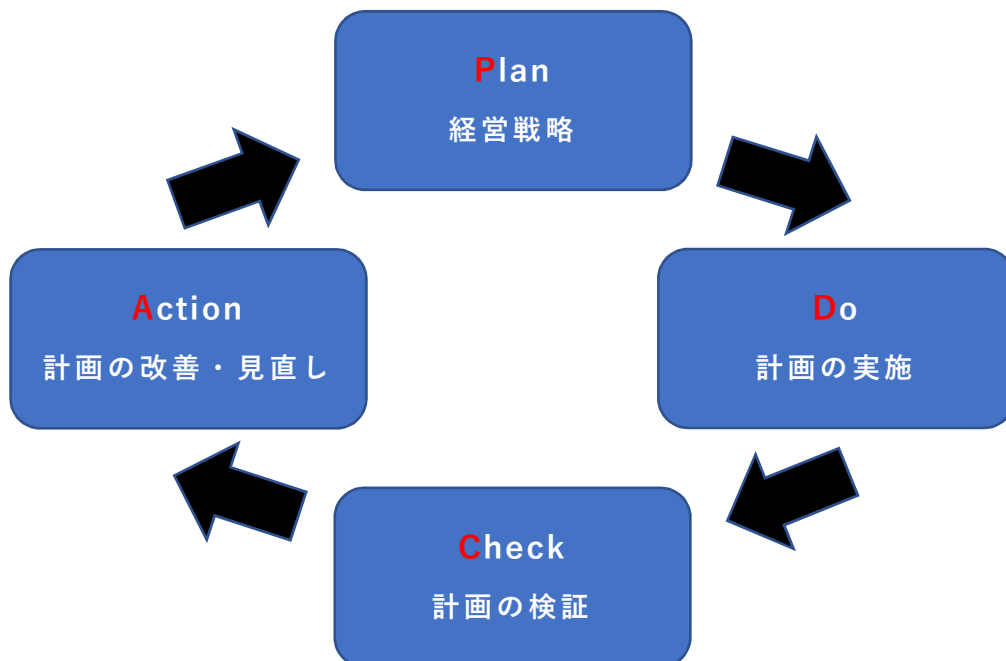 Plan
経営戦略
Do
計画の実施
Check
計画の検証
Action
計画の改善・見直し